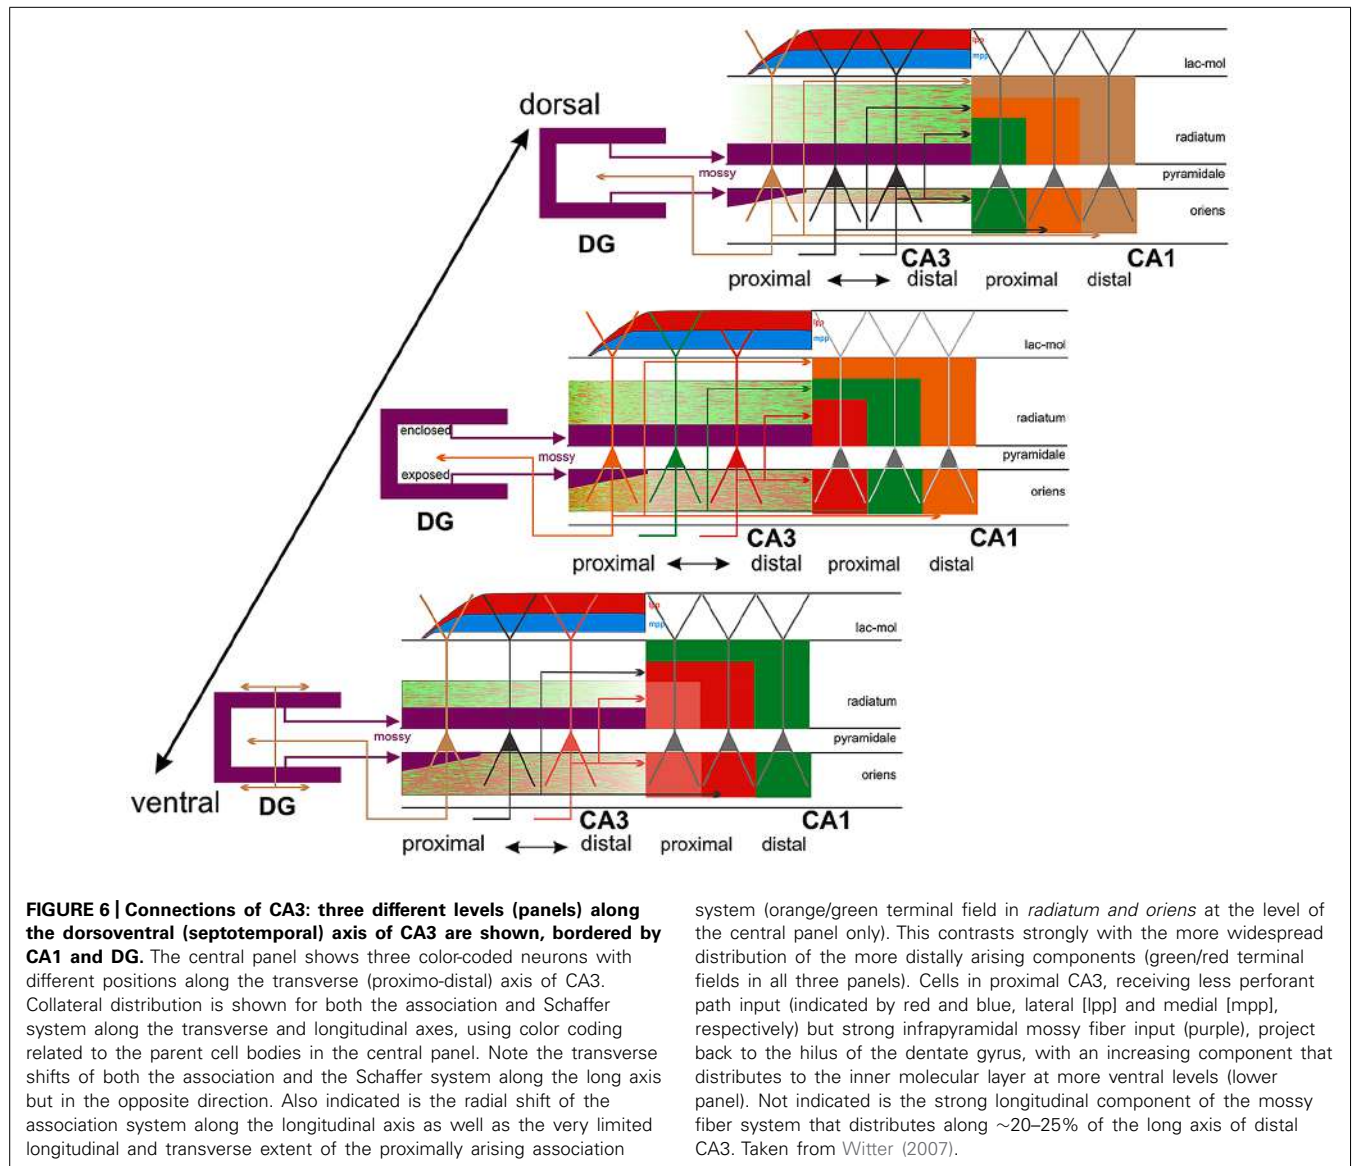 dorsal
lpp
mpp
lac-mol
radiatum
mossy
pyramidale
oriens
DG
CA3
CA1
proximal
distal
proximal
distal
lpp
mpp
lac-mol
enclosed
radiatum
mossy
pyramidale
exposed
oriens
DG
CA3
CA1
proximal
distal
proximal
distal
lpp
mpp
lac-mol
radiatum
mossy
pyramidale
oriens
ventral
DG
CA3
CA1
proximal
distal
proximal
distal
FIGURE 6 | Connections of CA3: three different levels (panels) along
the dorsoventral (septotemporal) axis of CA3 are shown, bordered by
CA1 and DG. The central panel shows three color-coded neurons with
different positions along the transverse (proximo-distal) axis of CA3.
Collateral distribution is shown for both the association and Schaffer
system along the transverse and longitudinal axes, using color coding
related to the parent cell bodies in the central panel. Note the transverse
shifts of both the association and the Schaffer system along the long axis
but in the opposite direction. Also indicated is the radial shift of the
association system along the longitudinal axis as well as the very limited
longitudinal and transverse extent of the proximally arising association
system (orange/green terminal field in radiatum and oriens at the level of
the central panel only). This contrasts strongly with the more widespread
distribution of the more distally arising components (green/red terminal
fields in all three panels). Cells in proximal CA3, receiving less perforant
path input (indicated by red and blue, lateral [lpp] and medial [mpp],
respectively) but strong infrapyramidal mossy fiber input (purple), project
back to the hilus of the dentate gyrus, with an increasing component that
distributes to the inner molecular layer at more ventral levels (lower
panel). Not indicated is the strong longitudinal component of the mossy
fiber system that distributes along ∼20–25% of the long axis of distal
CA3. Taken from Witter (2007).